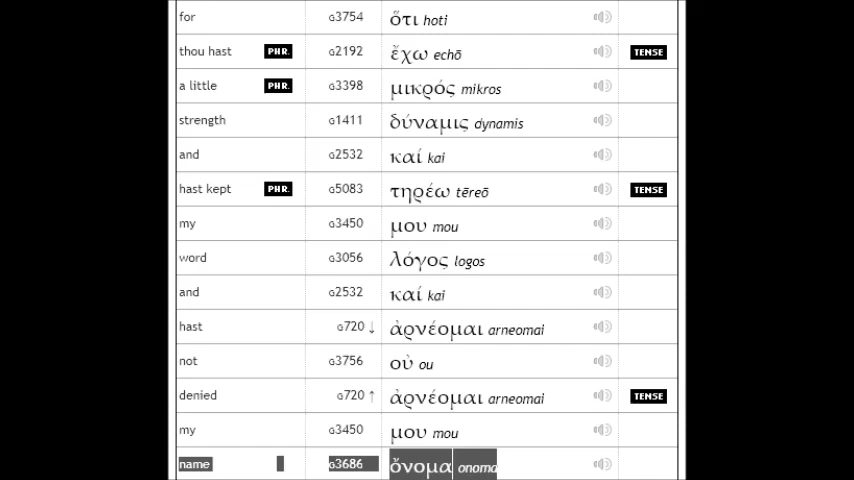 for G3754 ὅτι hoti
thou hast PHR. G2192 ἔχω echō TENSE
a little PHR. G3398 μικρός mikros
strength G1411 δύναμις dynamis
and G2532 καί kai
hast kept PHR. G5083 τηρέω tēreō TENSE
my G3450 μου mou
word G3056 λόγος logos
and G2532 καί kai
hast G720 ↓ ἀρνέομαι arneomai
not G3756 οὐ ou
denied G720 ↑ ἀρνέομαι arneomai TENSE
my G3450 μου mou
name G3686 ὄνομα onoma